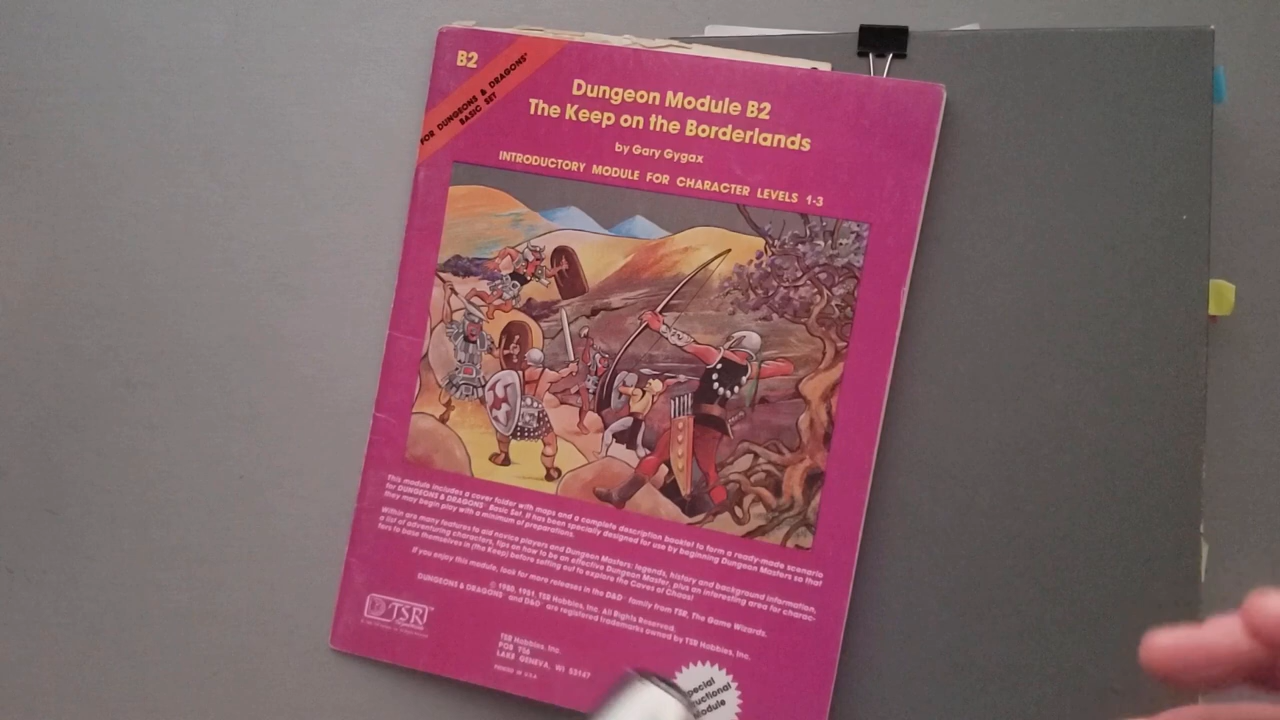 B2
FOR DUNGEONS & DRAGONS®
BASIC SET
Dungeon Module B2
The Keep on the Borderlands
by Gary Gygax
INTRODUCTORY MODULE FOR CHARACTER LEVELS 1-3
This module includes a cover folder with maps and a complete description booklet to form a ready-made scenario
for DUNGEONS & DRAGONS® Basic Set. It has been specially designed for use by beginning Dungeon Masters so that
they may begin play with a minimum of preparations.
Within are many features to aid novice players and Dungeon Masters: legends, history and background information,
a list of adventuring characters, tips on how to be an effective Dungeon Master, plus an interesting area for charac-
ters to base themselves in (the Keep) before setting out to explore the Caves of Chaos!
If you enjoy this module, look for more releases in the D&D® family from TSR, The Game Wizards.
© 1980, 1981, TSR Hobbies, Inc. All Rights Reserved.
DUNGEONS & DRAGONS® and D&D® are registered trademarks owned by TSR Hobbies, Inc.
TSR™
TSR Hobbies, Inc.
POB 756
LAKE GENEVA, WI 53147
PRINTED IN U.S.A.
Module